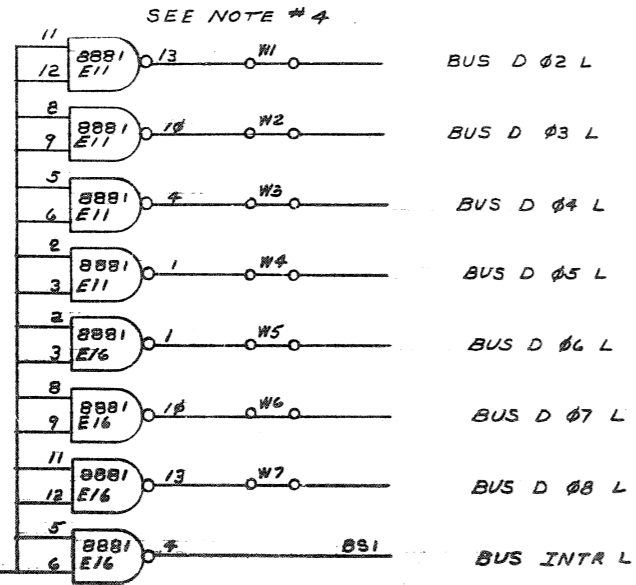 SEE NOTE #4
11
12
8881
E11
13
W1
BUS D Ø2 L
8
9
8881
E11
1Ø
W2
BUS D Ø3 L
5
6
8881
E11
4
W3
BUS D Ø4 L
2
3
8881
E11
1
W4
BUS D Ø5 L
2
3
8881
E16
1
W5
BUS D Ø6 L
8
9
8881
E16
1Ø
W6
BUS D Ø7 L
11
12
8881
E16
13
W7
BUS D Ø8 L
5
6
8881
E16
4
BS1
BUS INTR L